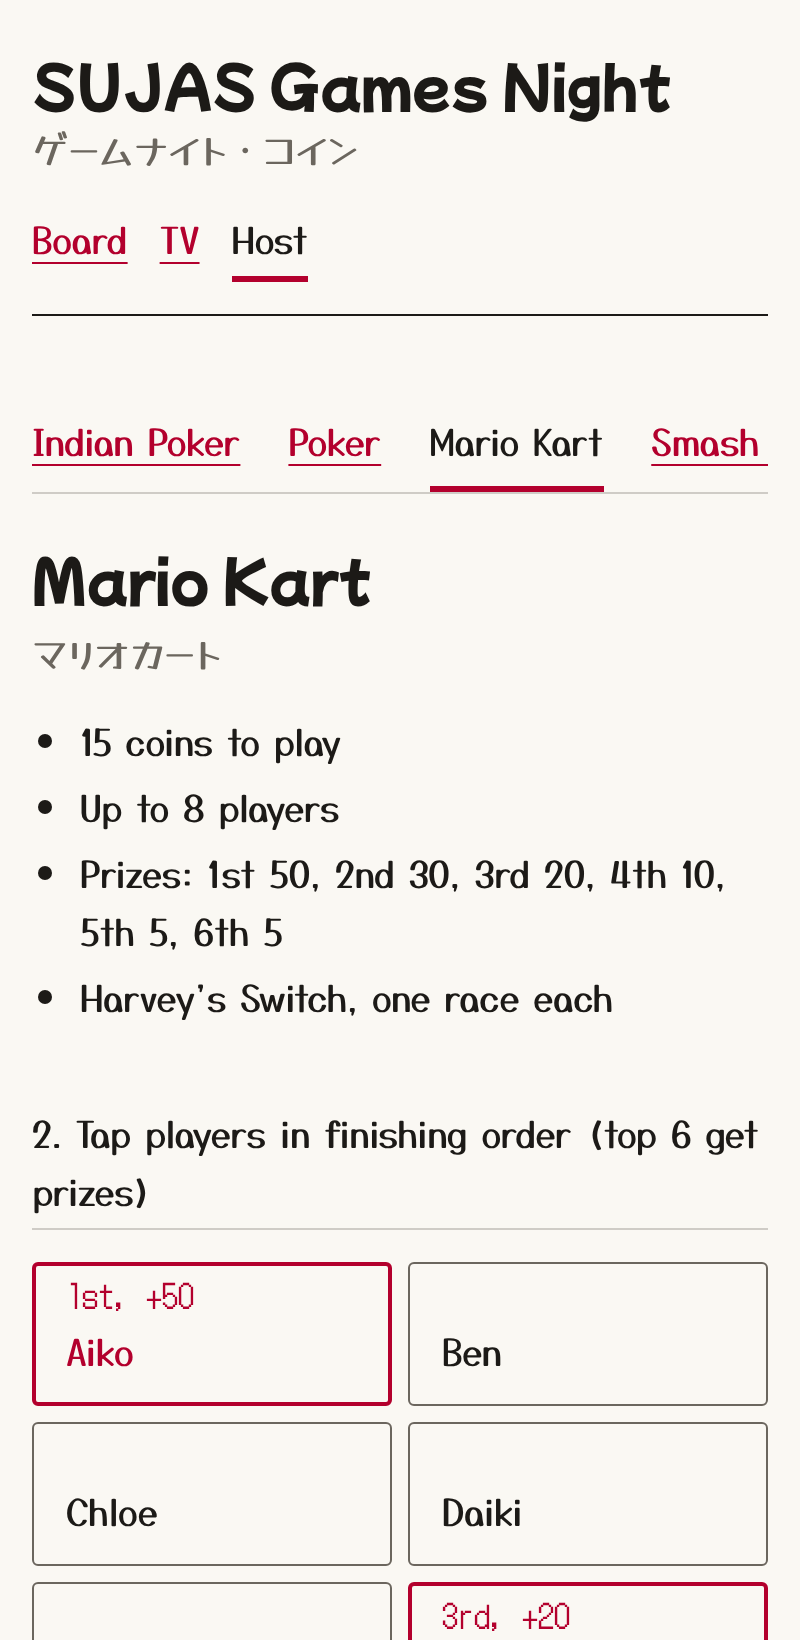 SUJAS Games Night
ゲームナイト・コイン
Board TV Host
Indian Poker Poker Mario Kart Smash
Mario Kart
マリオカート
• 15 coins to play
• Up to 8 players
• Prizes: 1st 50, 2nd 30, 3rd 20, 4th 10,
5th 5, 6th 5
• Harvey's Switch, one race each
2. Tap players in finishing order (top 6 get
prizes)
1st, +50
Aiko
Ben
Chloe
Daiki
3rd, +20